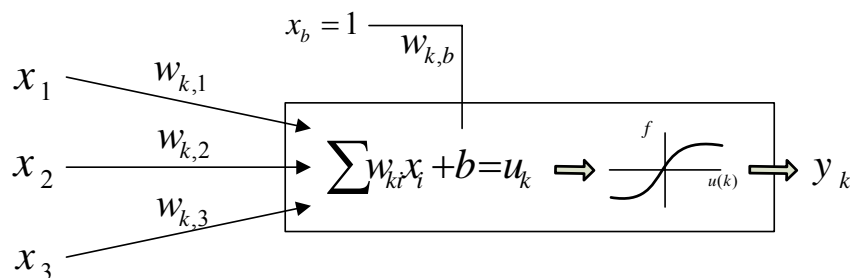 x_b = 1
w_{k,b}
x_1
w_{k,1}
x_2
w_{k,2}
x_3
w_{k,3}
∑w_{ki}x_i+b=u_k
f
u(k)
y_k